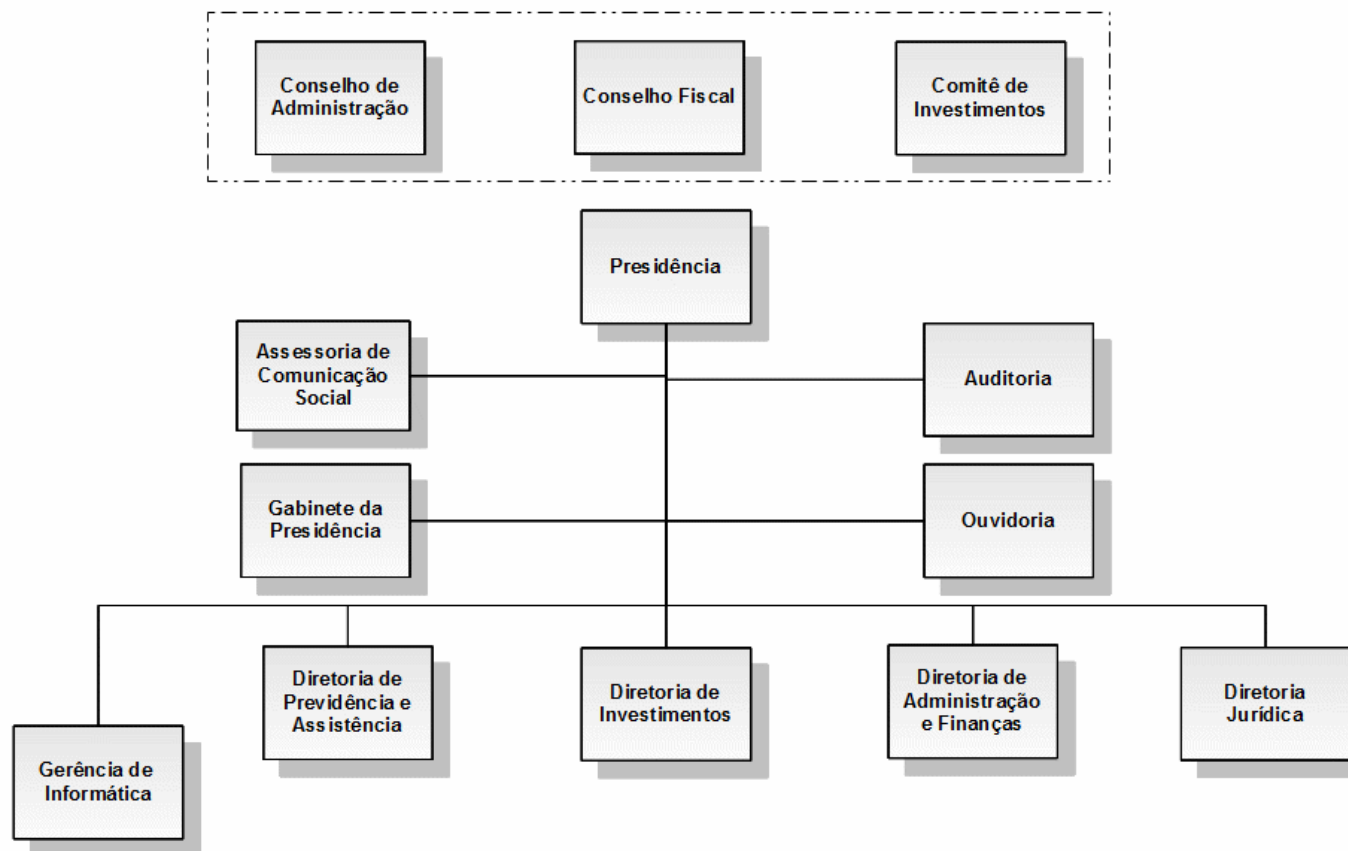 Conselho de
Administração
Conselho Fiscal
Comitê de
Investimentos
Presidência
Assessoria de
Comunicação
Social
Auditoria
Gabinete da
Presidência
Ouvidoria
Diretoria de
Previdência e
Assistência
Diretoria de
Investimentos
Diretoria de
Administração
e Finanças
Diretoria
Jurídica
Gerência de
Informática